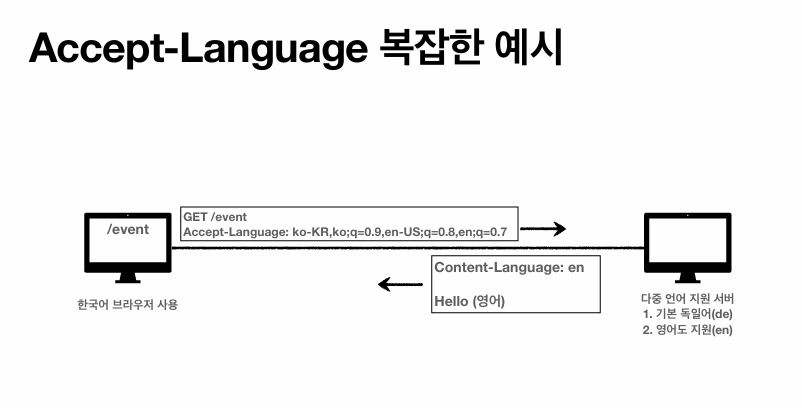 Accept-Language 복잡한 예시
/event
한국어 브라우저 사용
GET /event
Accept-Language: ko-KR,ko;q=0.9,en-US;q=0.8,en;q=0.7
Content-Language: en
Hello (영어)
다중 언어 지원 서버
1. 기본 독일어(de)
2. 영어도 지원(en)